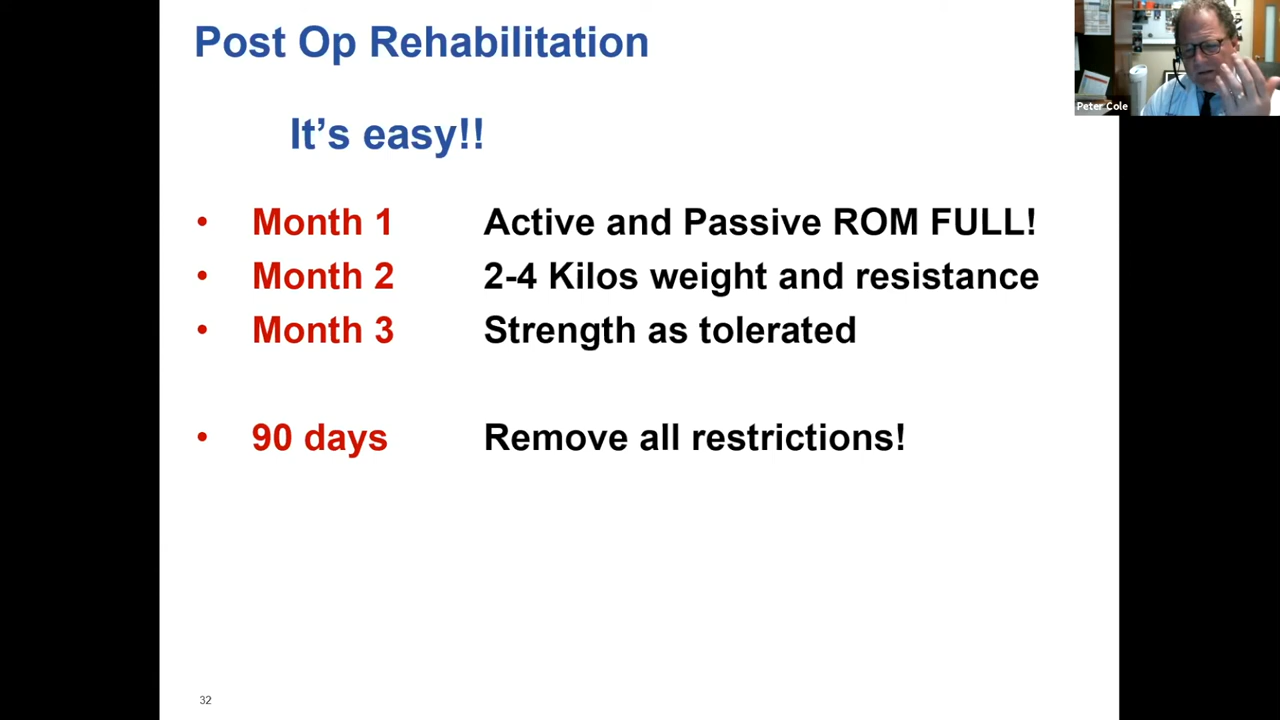 Post Op Rehabilitation
Peter Cole
It's easy!!
• Month 1 Active and Passive ROM FULL!
• Month 2 2-4 Kilos weight and resistance
• Month 3 Strength as tolerated
• 90 days Remove all restrictions!
32